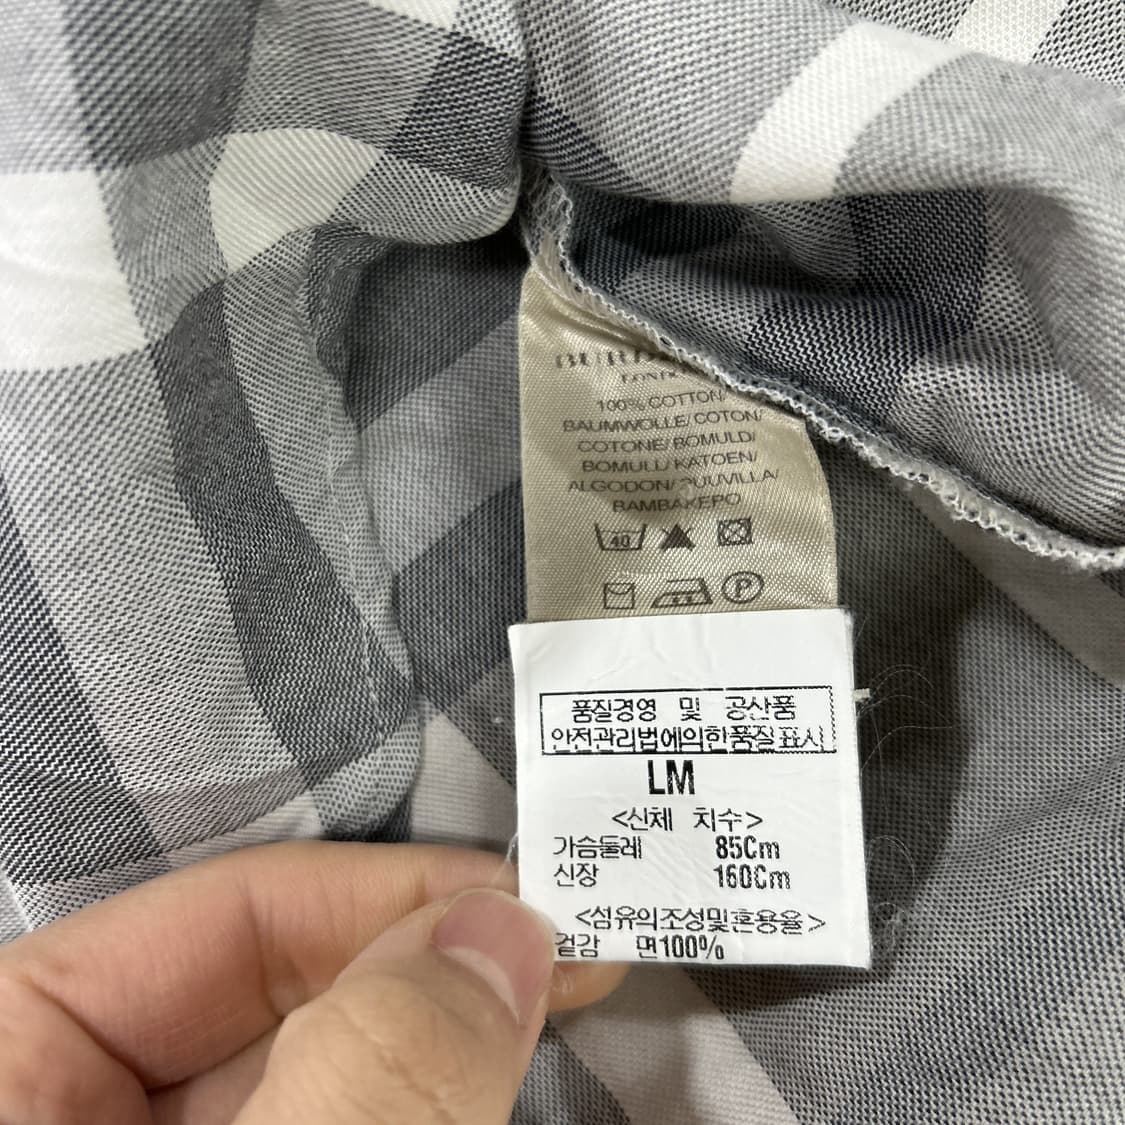 100% COTTON/
BAUMWOLLE/ COTON/
COTONE/ BOMULD/
BOMULL/ KATOEN/
ALGODON/ PUUVILLA/
BAMBAKEPO
40
P
품질경영 및 공산품
안전관리법에의한품질표시
LM
<신체 치수>
가슴둘레 85Cm
신장 160Cm
<섬유의조성및혼용율>
겉감 면100%